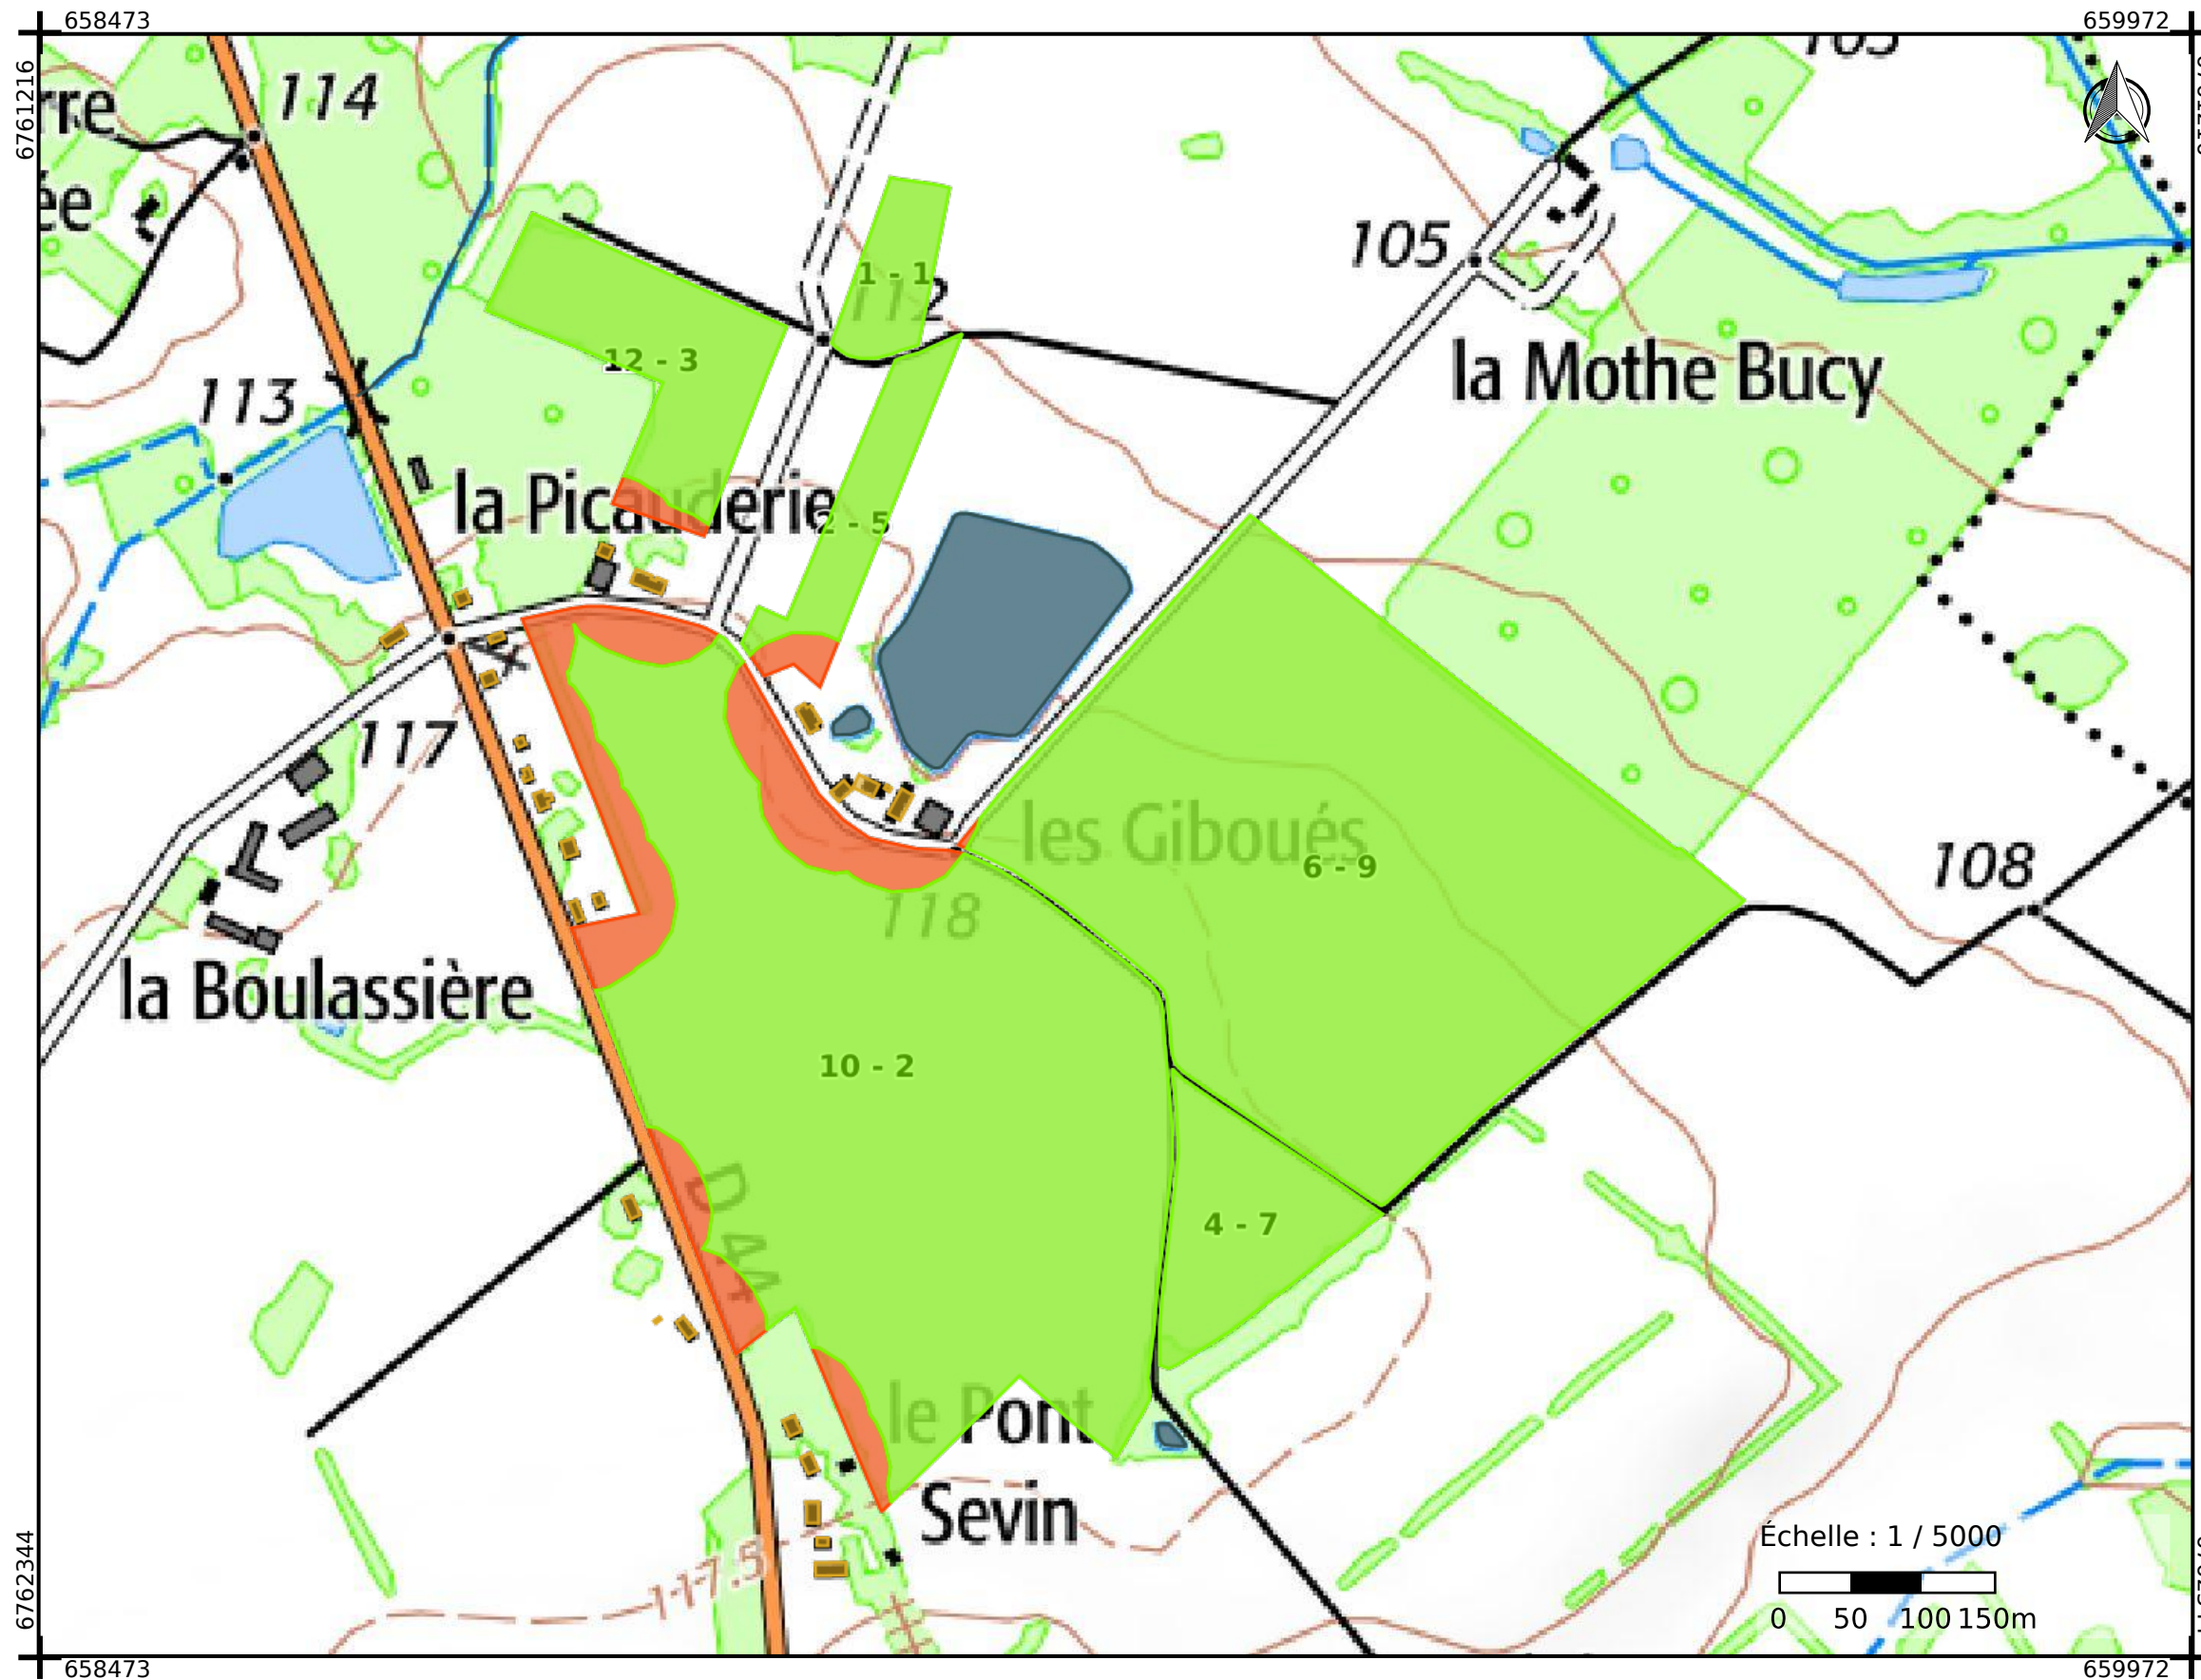 658473
659972
6761216
114
105
112
1 - 1
105
12 - 3
la Mothe Bucy
113
la Picauderie
2 - 5
117
les Giboués
6 - 9
108
118
la Boulassière
10 - 2
4 - 7
D 44
le Pont
Sevin
117.5
6762344
Échelle : 1 / 5000
0 50 100 150m
658473
659972